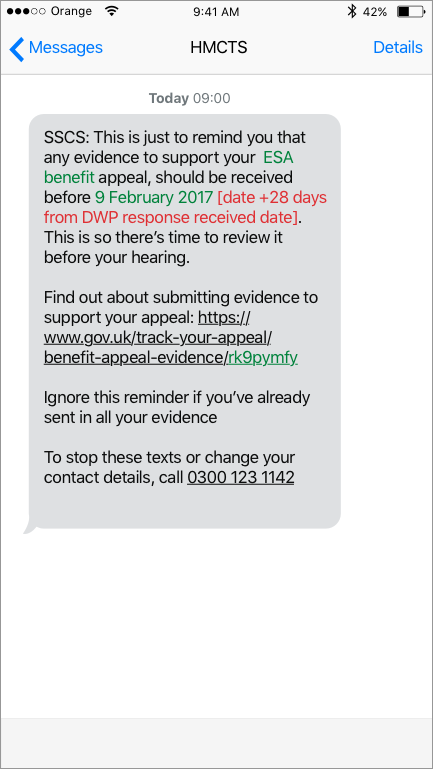 Orange 9:41 AM 42%
Messages HMCTS Details
Today 09:00
SSCS: This is just to remind you that
any evidence to support your ESA
benefit appeal, should be received
before 9 February 2017 [date +28 days
from DWP response received date].
This is so there’s time to review it
before your hearing.
Find out about submitting evidence to
support your appeal: https://
www.gov.uk/track-your-appeal/
benefit-appeal-evidence/rk9pymfy
Ignore this reminder if you’ve already
sent in all your evidence
To stop these texts or change your
contact details, call 0300 123 1142